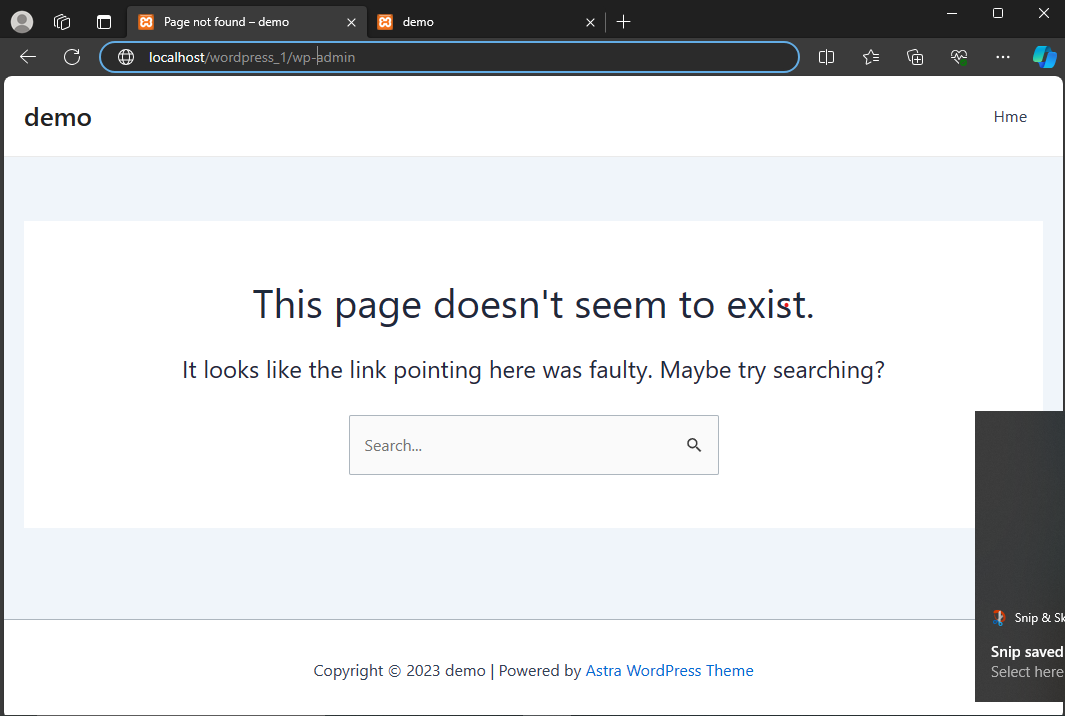 Page not found – demo
demo
localhost/wordpress_1/wp-admin
demo
Hme
This page doesn't seem to exist.
It looks like the link pointing here was faulty. Maybe try searching?
Search...
Snip & Sk
Snip saved
Select here
Copyright © 2023 demo | Powered by Astra WordPress Theme